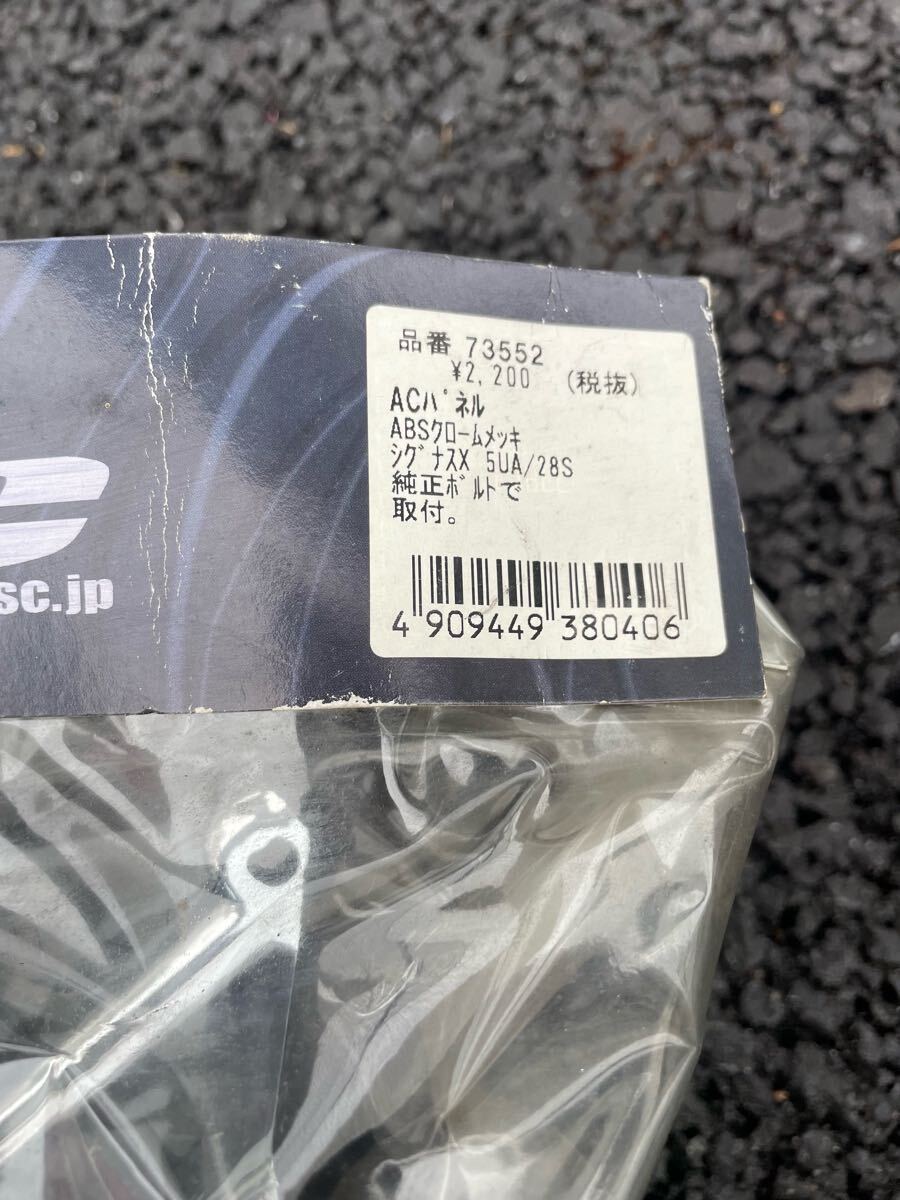 品番 73552
¥2,200 (税抜)
ACﾊﾟﾈﾙ
ABSｸﾛｰﾑﾒｯｷ
ｼｸﾞﾅｽX 5UA/28S
純正ﾎﾞﾙﾄで
取付。
4 909449 380406
sc.jp